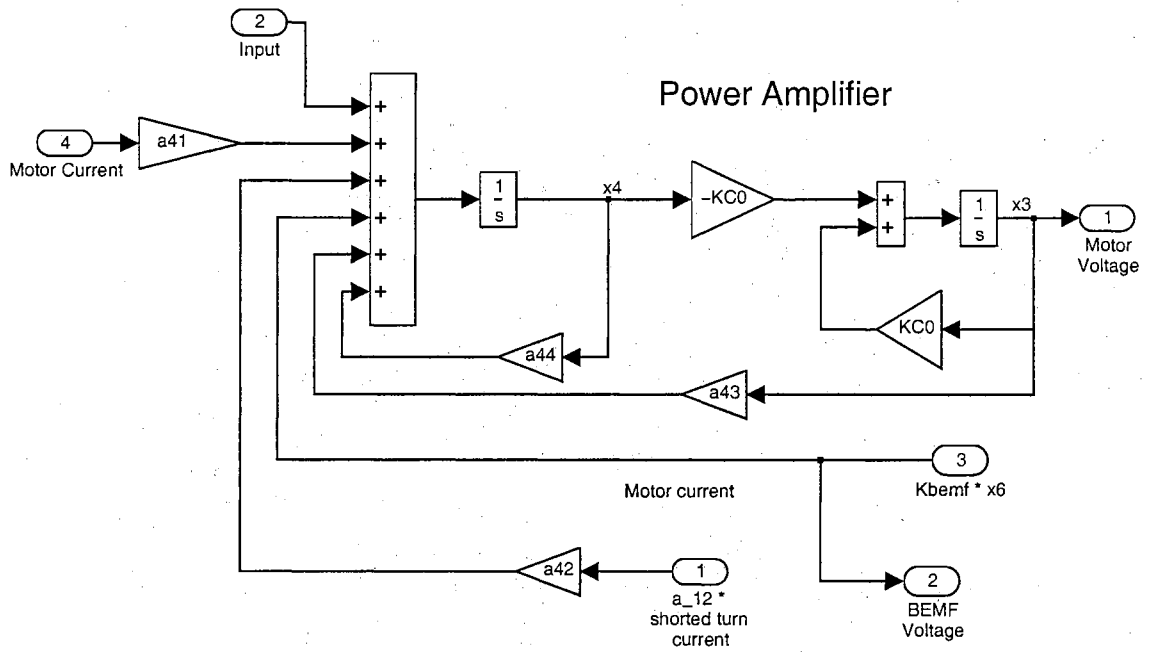 2
Input
Power Amplifier
4
Motor Current
a41
+
+
+
+
+
+
1
s
x4
−KC0
+
+
1
s
x3
1
Motor
Voltage
KC0
a44
a43
3
Kbemf * x6
Motor current
a42
1
a_12 *
shorted turn
current
2
BEMF
Voltage